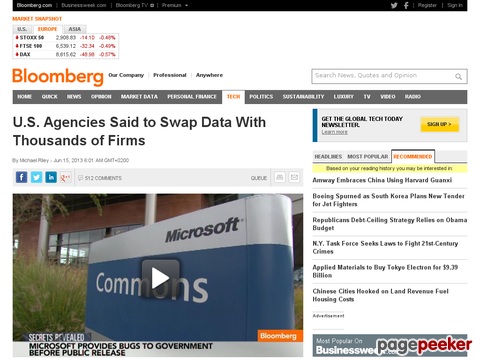 Bloomberg.com Businessweek.com Bloomberg TV Premium Register Sign In
MARKET SNAPSHOT
U.S. EUROPE ASIA
STOXX 50 2,909.63 -14.10 -0.48%
FTSE 100 6,539.12 -32.34 -0.49%
DAX 8,615.62 -48.98 -0.57%
Bloomberg Our Company | Professional | Anywhere
Search News, Quotes and Opinion
HOME QUICK NEWS OPINION MARKET DATA PERSONAL FINANCE TECH POLITICS SUSTAINABILITY LUXURY TV VIDEO RADIO
U.S. Agencies Said to Swap Data With
Thousands of Firms
By Michael Riley - Jun 15, 2013 6:01 AM GMT+0200
512 COMMENTS QUEUE
Microsoft
Commons
Bloomberg
SECRETS REVEALED
MICROSOFT PROVIDES BUGS TO GOVERNMENT
BEFORE PUBLIC RELEASE
GET THE GLOBAL TECH TODAY
NEWSLETTER.
Learn more
SIGN UP >
HEADLINES MOST POPULAR RECOMMENDED
Based on your reading history you may be interested in
Amway Embraces China Using Harvard Guanxi
Boeing Spurned as South Korea Plans New Tender
for Jet Fighters
Republicans Debt-Ceiling Strategy Relies on Obama
Budget
N.Y. Task Force Seeks Laws to Fight 21st-Century
Crimes
Applied Materials to Buy Tokyo Electron for $9.39
Billion
Chinese Cities Hooked on Land Revenue Fuel
Housing Costs
Advertisement
Most Popular On
Businessweek
pagepeeker